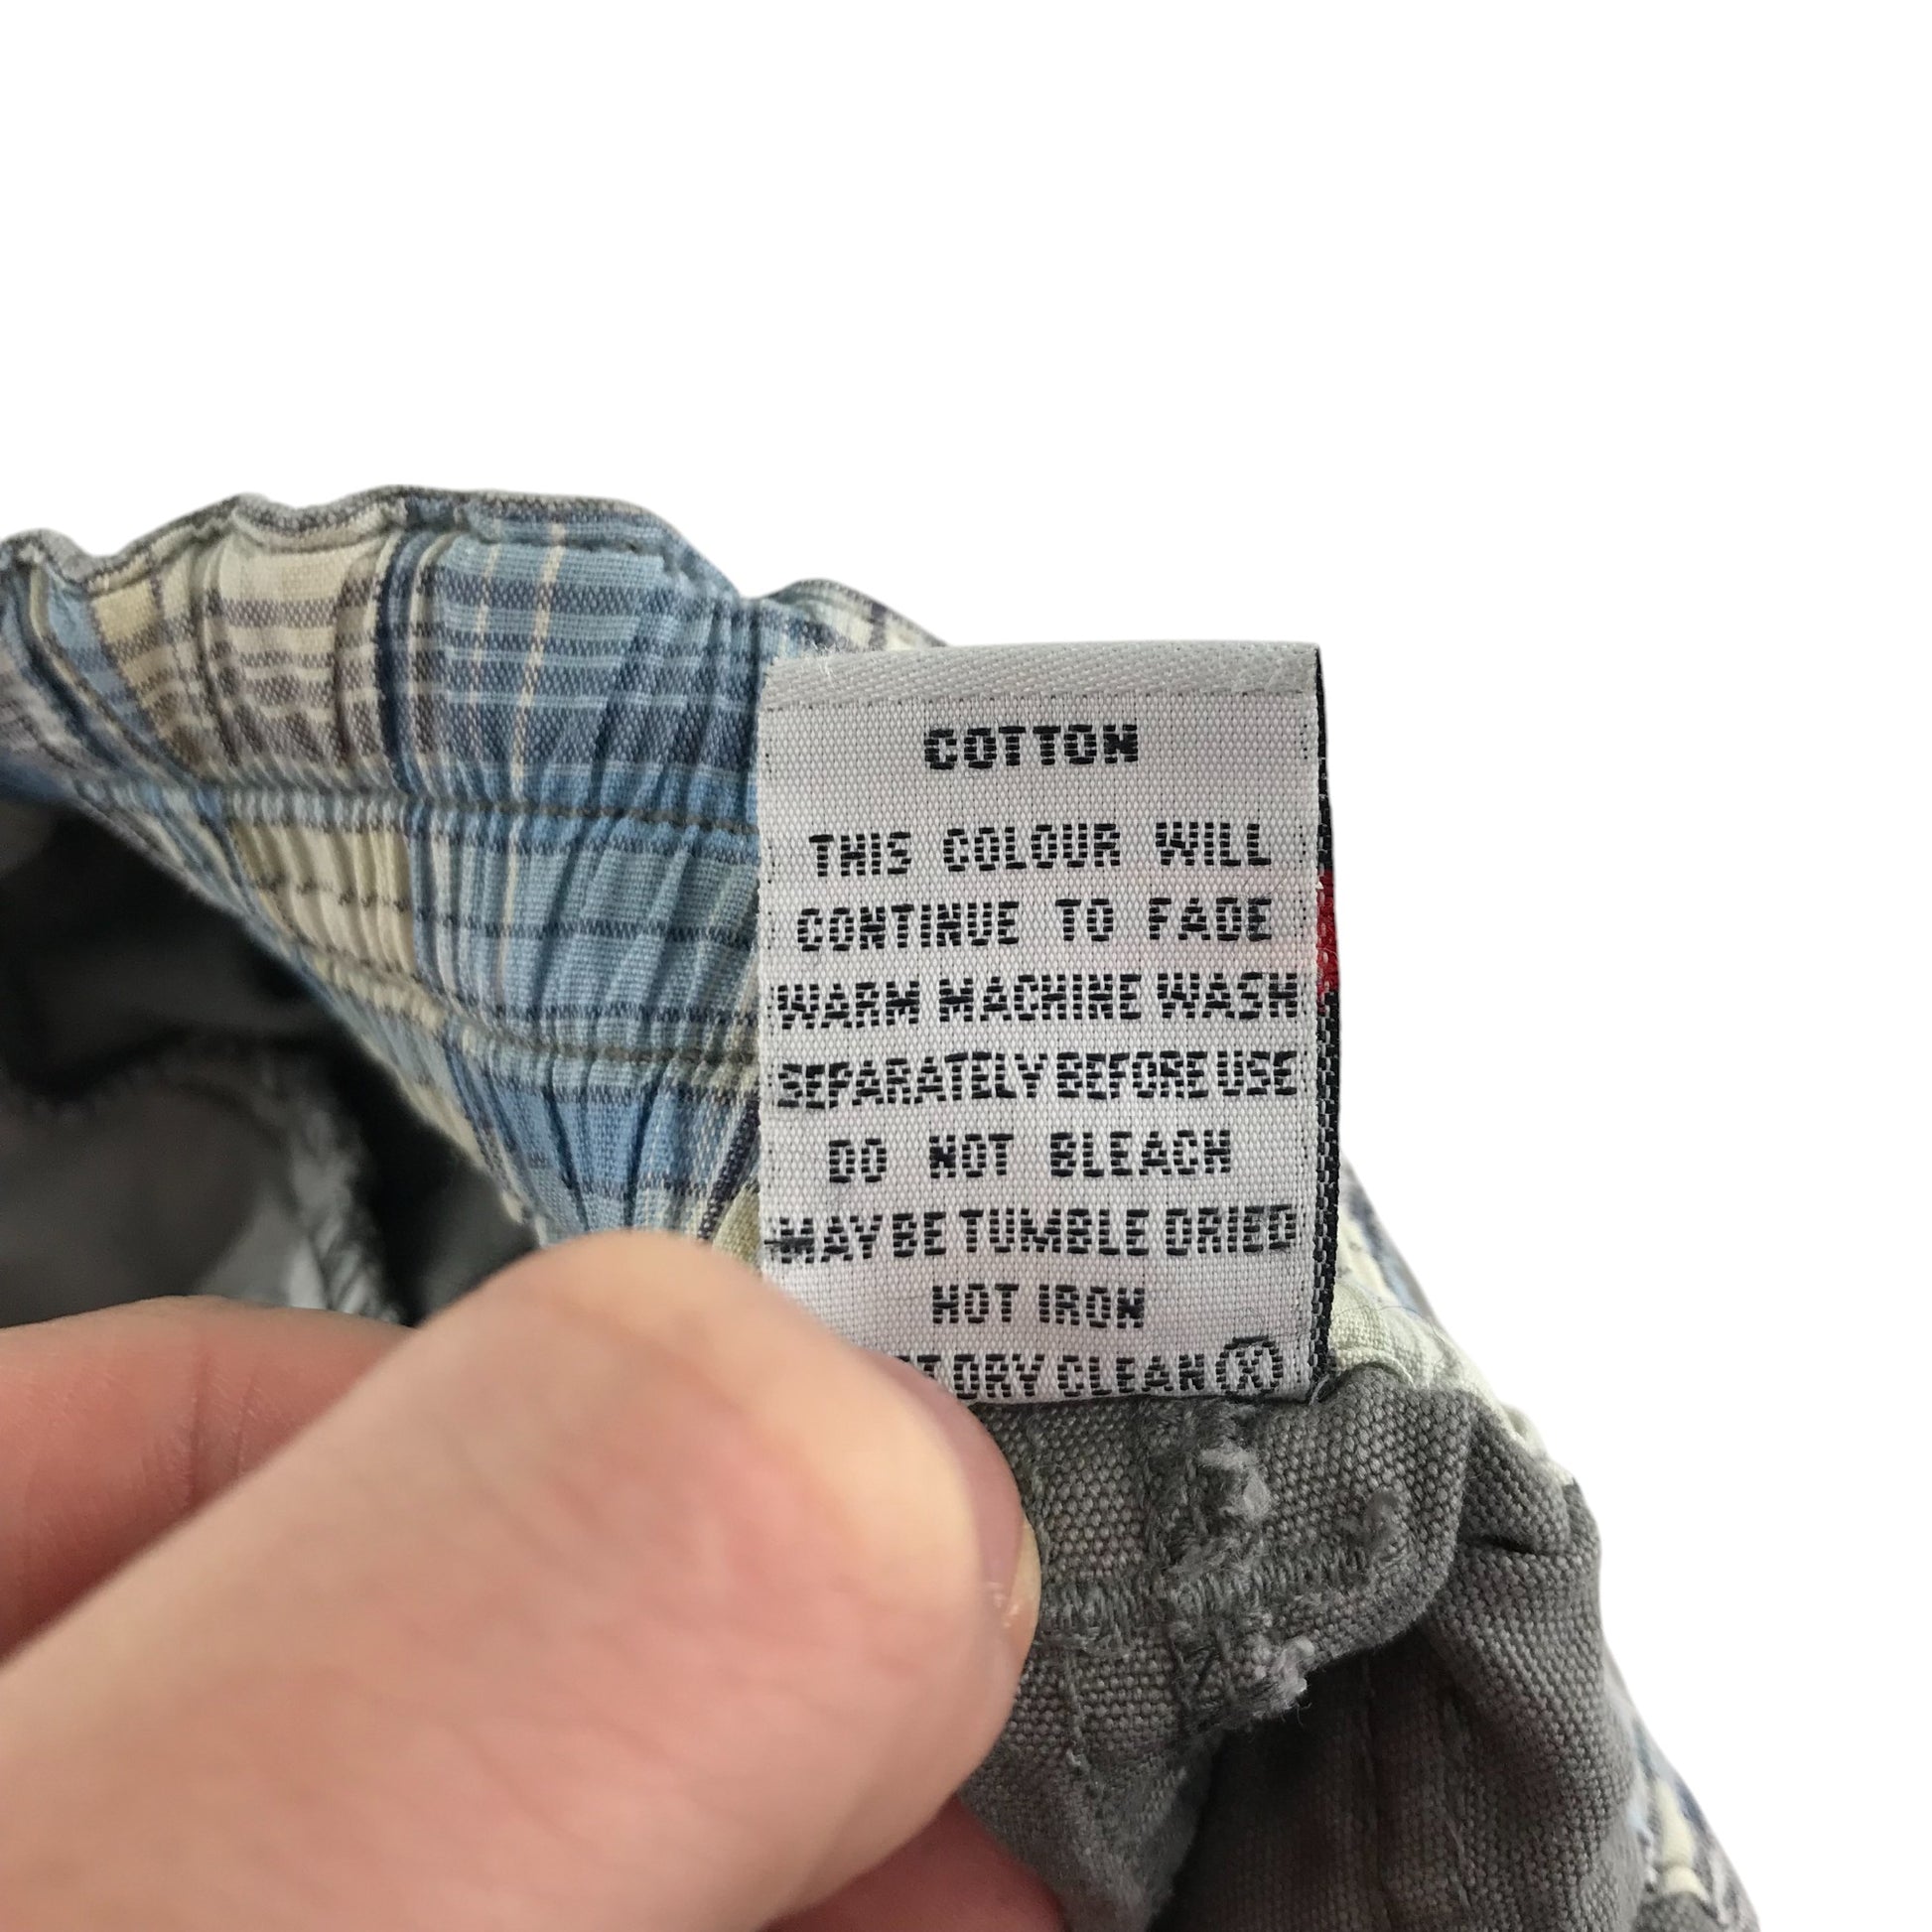 COTTON
THIS COLOUR WILL
CONTINUE TO FADE
WARM MACHINE WASH
SEPARATELY BEFORE USE
DO NOT BLEACH
MAY BE TUMBLE DRIED
HOT IRON
DRY CLEAN